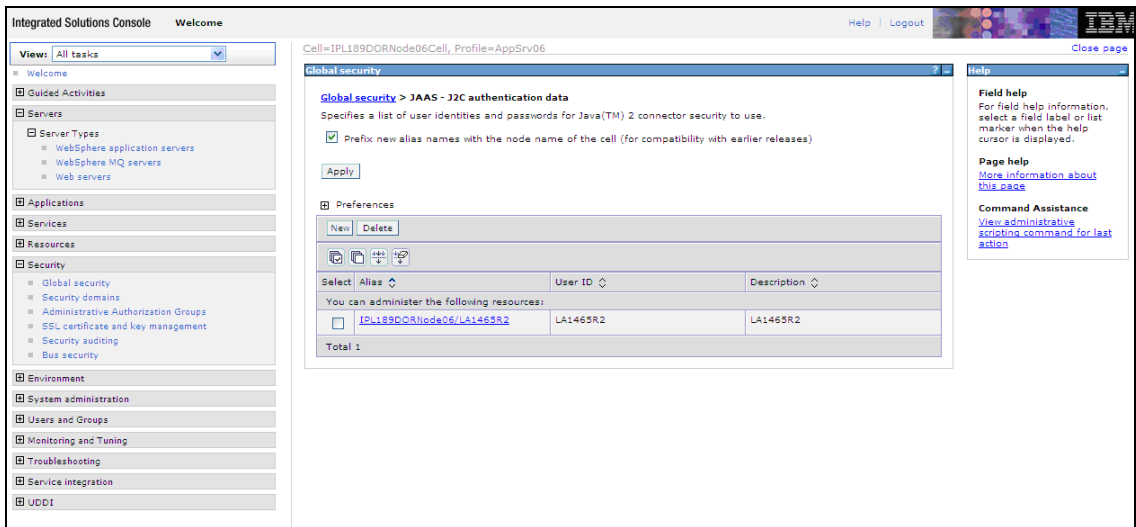 Integrated Solutions Console Welcome
Help | Logout
IBM
View: All tasks
Welcome
Guided Activities
Servers
Server Types
WebSphere application servers
WebSphere MQ servers
Web servers
Applications
Services
Resources
Security
Global security
Security domains
Administrative Authorization Groups
SSL certificate and key management
Security auditing
Bus security
Environment
System administration
Users and Groups
Monitoring and Tuning
Troubleshooting
Service integration
UDDI
Cell=IPL189DORNode06Cell, Profile=AppSrv06
Close page
Global security ? -
Global security > JAAS - J2C authentication data
Specifies a list of user identities and passwords for Java(TM) 2 connector security to use.
Prefix new alias names with the node name of the cell (for compatibility with earlier releases)
Apply
Preferences
New Delete
Select Alias User ID Description
You can administer the following resources:
IPL189DORNode06/LA1465R2 LA1465R2 LA1465R2
Total 1
Help -
Field help
For field help information,
select a field label or list
marker when the help
cursor is displayed.
Page help
More information about
this page
Command Assistance
View administrative
scripting command for last
action